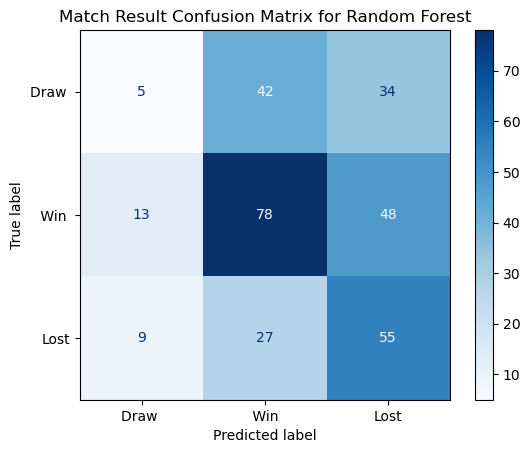 Match Result Confusion Matrix for Random Forest
Draw 5 42 34
Win 13 78 48
Lost 9 27 55
Draw Win Lost
Predicted label
True label
70
60
50
40
30
20
10